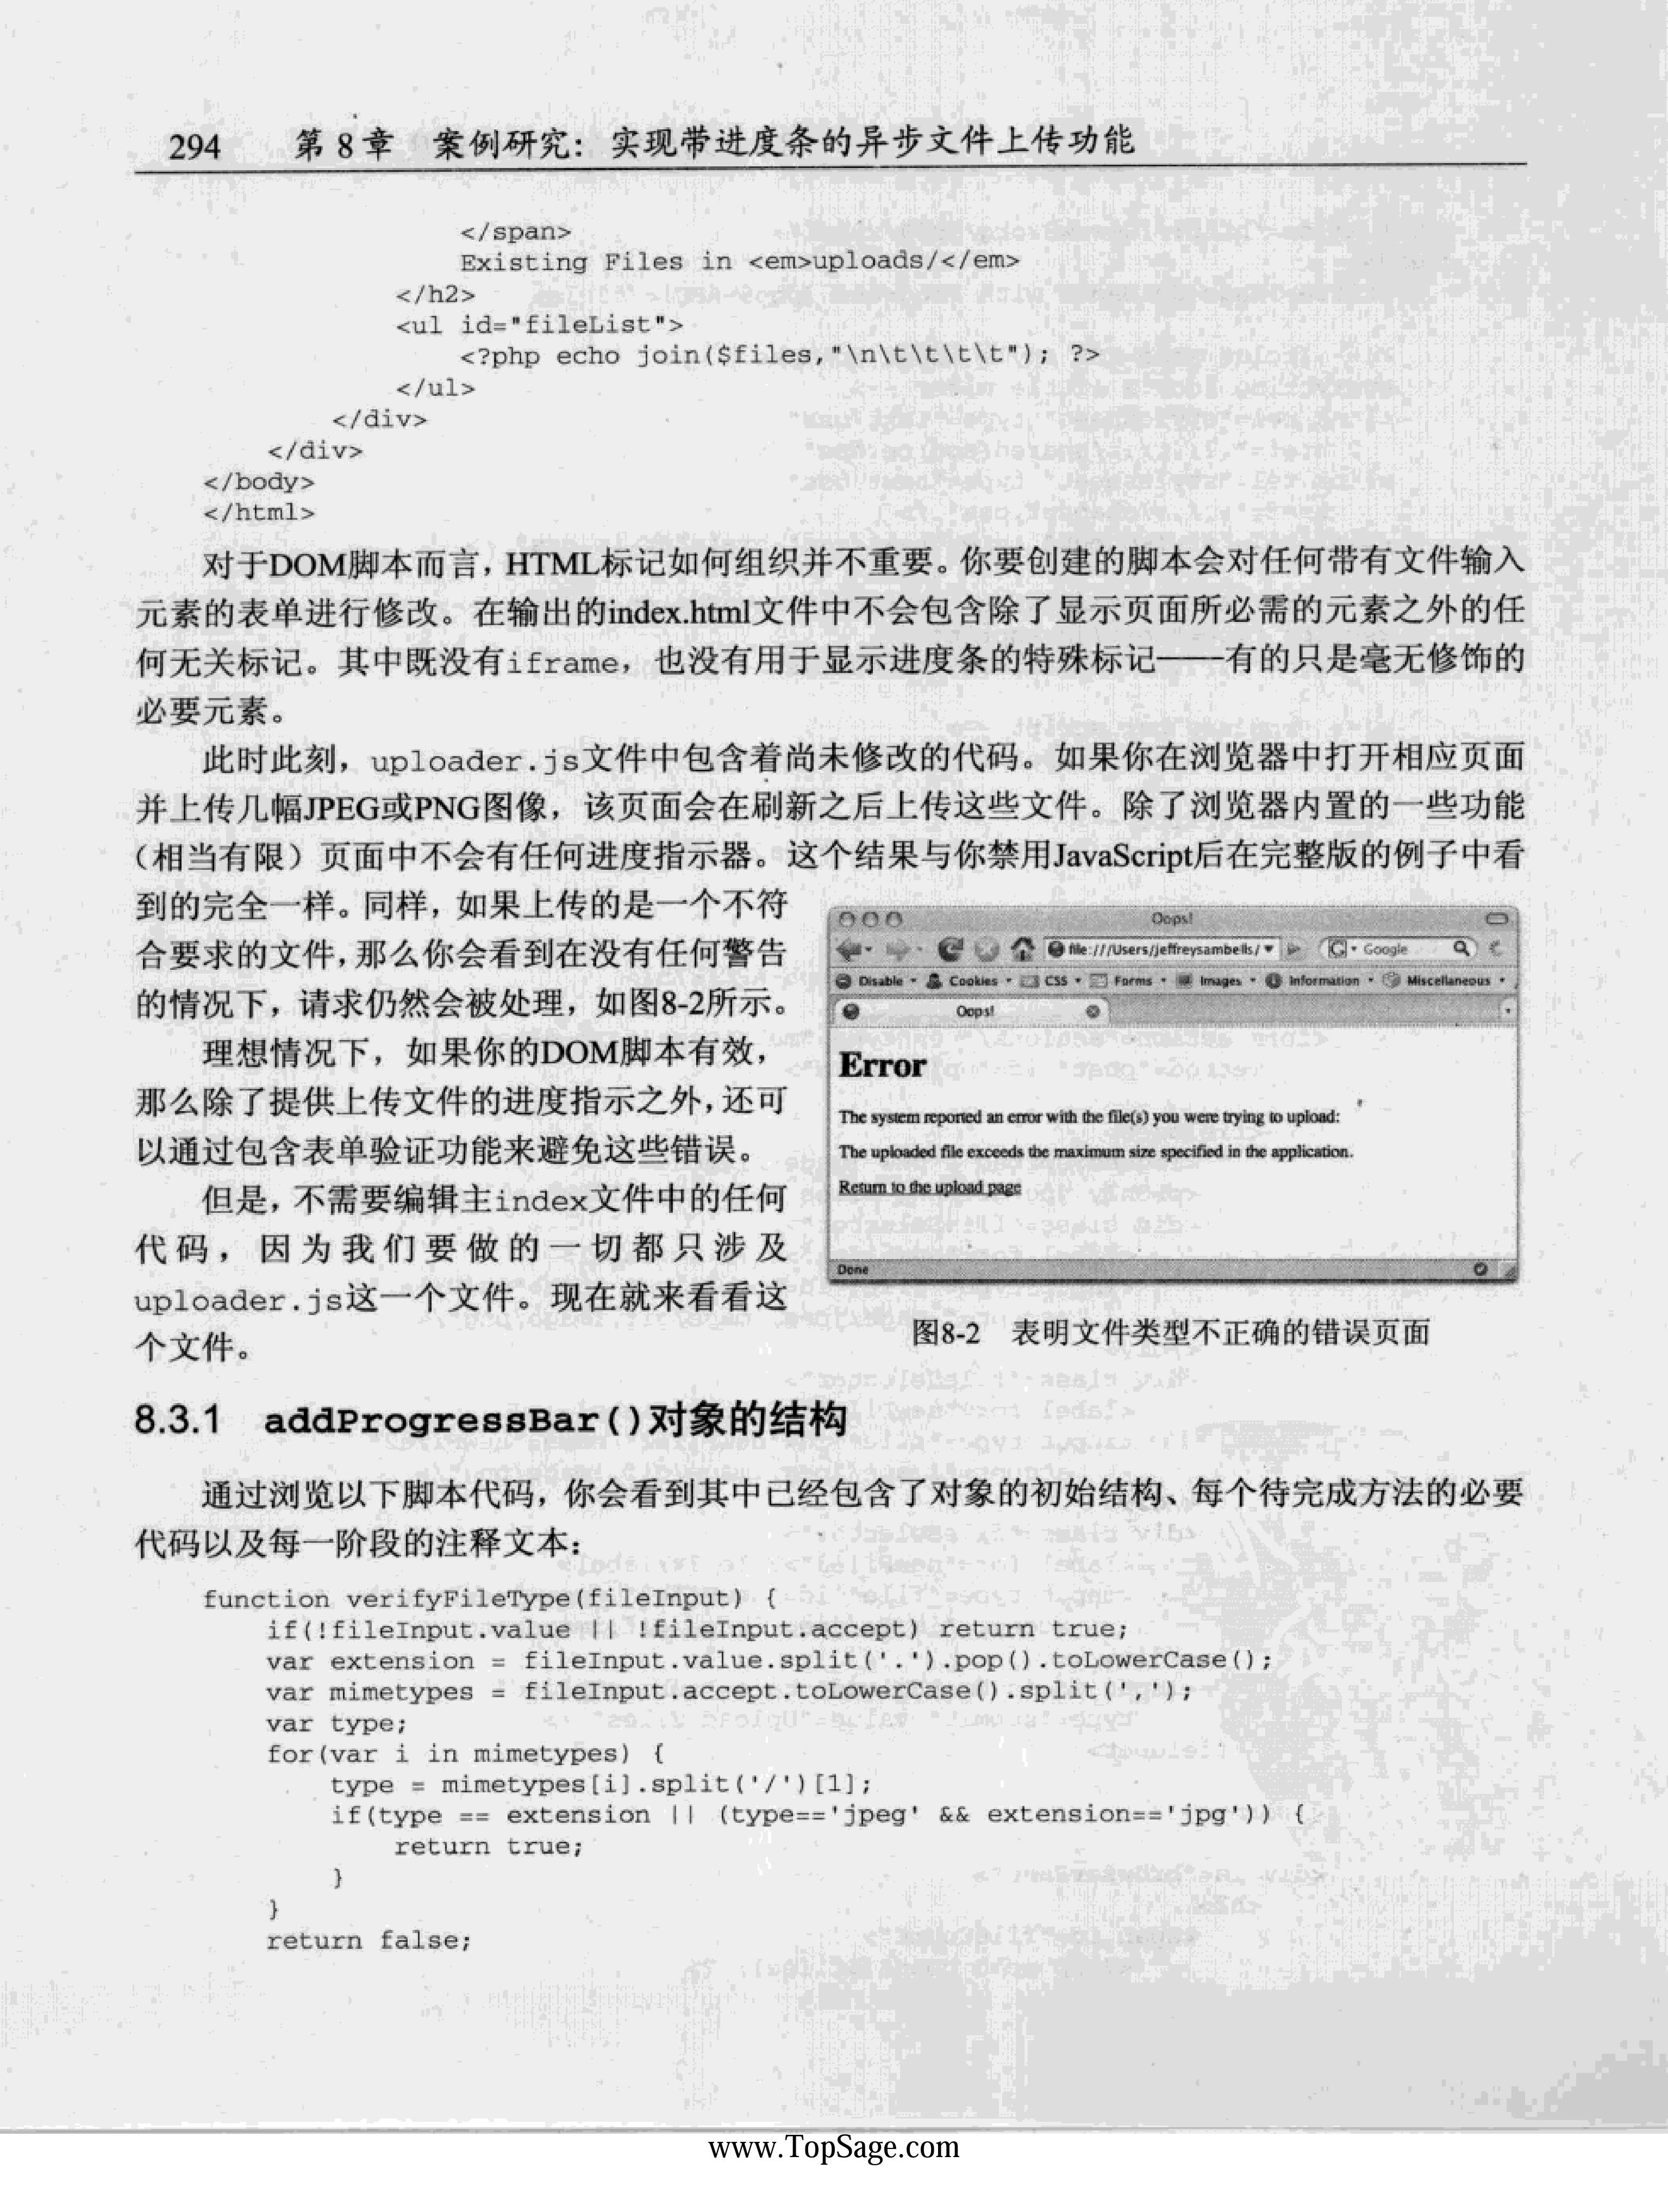 294 第 8 章 案例研究：实现带进度条的异步文件上传功能
</span>
Existing Files in <em>uploads/</em>
</h2>
<ul id="fileList">
<?php echo join($files,"\n\t\t\t\t"); ?>
</ul>
</div>
</div>
</body>
</html>
对于DOM脚本而言，HTML标记如何组织并不重要。你要创建的脚本会对任何带有文件输入
元素的表单进行修改。在输出的index.html文件中不会包含除了显示页面所必需的元素之外的任
何无关标记。其中既没有iframe，也没有用于显示进度条的特殊标记——有的只是毫无修饰的
必要元素。
此时此刻，uploader.js文件中包含着尚未修改的代码。如果你在浏览器中打开相应页面
并上传几幅JPEG或PNG图像，该页面会在刷新之后上传这些文件。除了浏览器内置的一些功能
（相当有限）页面中不会有任何进度指示器。这个结果与你禁用JavaScript后在完整版的例子中看
到的完全一样。同样，如果上传的是一个不符
合要求的文件，那么你会看到在没有任何警告
的情况下，请求仍然会被处理，如图8-2所示。
理想情况下，如果你的DOM脚本有效，
那么除了提供上传文件的进度指示之外，还可
以通过包含表单验证功能来避免这些错误。
但是，不需要编辑主index文件中的任何
代码，因为我们要做的一切都只涉及
uploader.js这一个文件。现在就来看看这
个文件。
Oops!
file:///Users/jeffreysambells/ Google
Disable Cookies CSS Forms Images Information Miscellaneous
Oops!
Error
The system reported an error with the file(s) you were trying to upload:
The uploaded file exceeds the maximum size specified in the application.
Return to the upload page
Done
图8-2 表明文件类型不正确的错误页面
8.3.1 addProgressBar()对象的结构
通过浏览以下脚本代码，你会看到其中已经包含了对象的初始结构、每个待完成方法的必要
代码以及每一阶段的注释文本：
function verifyFileType(fileInput) {
if(!fileInput.value || !fileInput.accept) return true;
var extension = fileInput.value.split('.').pop().toLowerCase();
var mimetypes = fileInput.accept.toLowerCase().split(',');
var type;
for(var i in mimetypes) {
type = mimetypes[i].split('/')[1];
if(type == extension || (type=='jpeg' && extension=='jpg')) {
return true;
}
}
return false;
www.TopSage.com